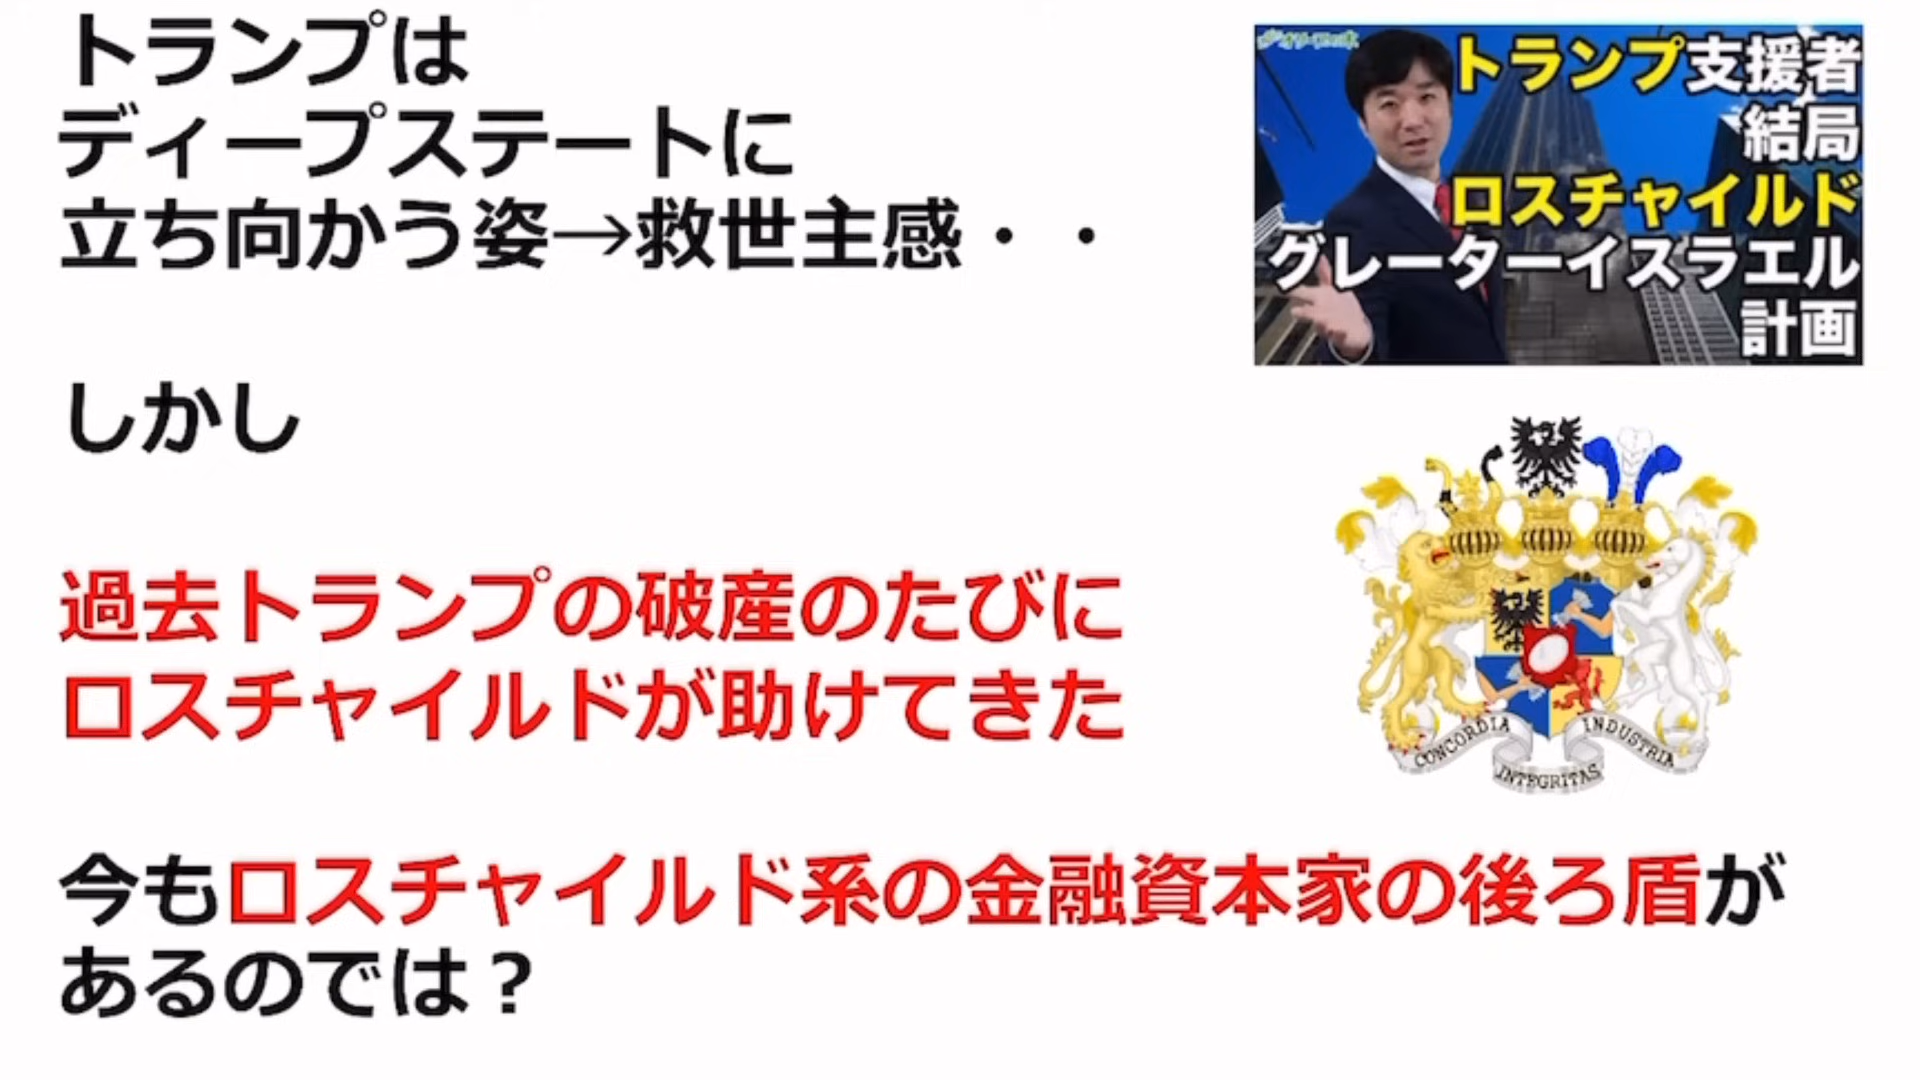 トランプは
ディープステートに
立ち向かう姿→救世主感・・
しかし
過去トランプの破産のたびに
ロスチャイルドが助けてきた
今もロスチャイルド系の金融資本家の後ろ盾が
あるのでは？
トランプ支援者
結局
ロスチャイルド
グレーターイスラエル
計画
CONCORDIA
INTEGRITAS
INDUSTRIA